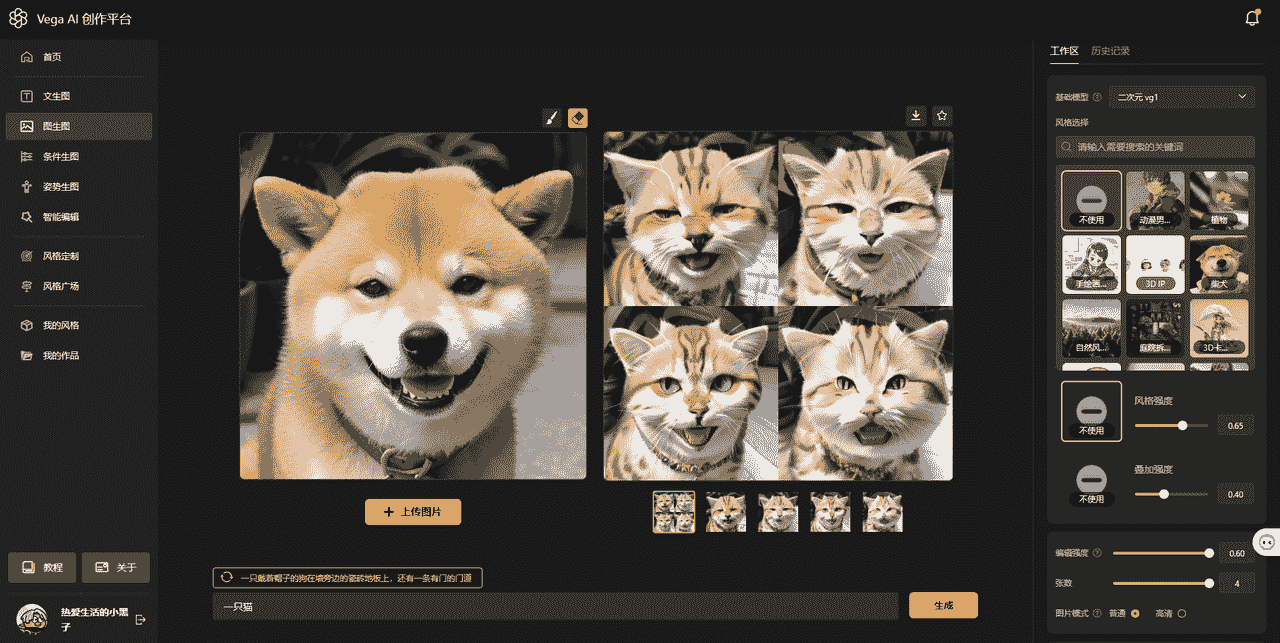 Vega AI 创作平台
首页
文生图
图生图
条件生图
姿势生图
智能编辑
风格定制
风格广场
我的风格
我的作品
教程
关于
热爱生活的小黑
子
上传图片
一只戴着帽子的狗在墙旁边的瓷砖地板上，还有一条有门的门道
一只猫
生成
工作区
历史记录
基础模型
二次元 vg1
风格选择
请输入需要搜索的关键词
不使用
动漫男...
植物
手绘画...
3D IP
柴犬
自然风...
庭院拆...
3D卡...
不使用
风格强度
0.65
不使用
叠加强度
0.40
编辑强度
0.60
张数
4
图片模式
普通
高清